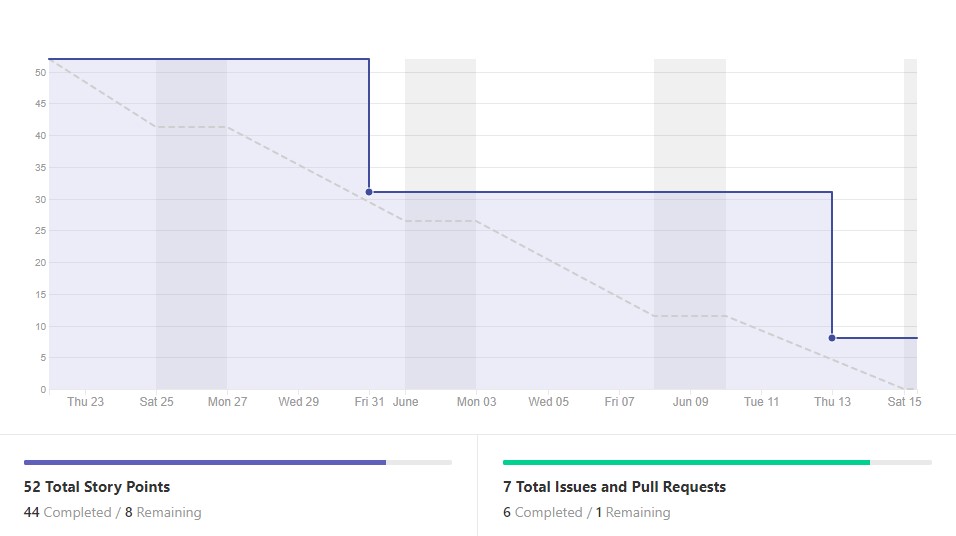 50
45
40
35
30
25
20
15
10
5
0
Thu 23 Sat 25 Mon 27 Wed 29 Fri 31 June Mon 03 Wed 05 Fri 07 Jun 09 Tue 11 Thu 13 Sat 15
52 Total Story Points
44 Completed / 8 Remaining
7 Total Issues and Pull Requests
6 Completed / 1 Remaining